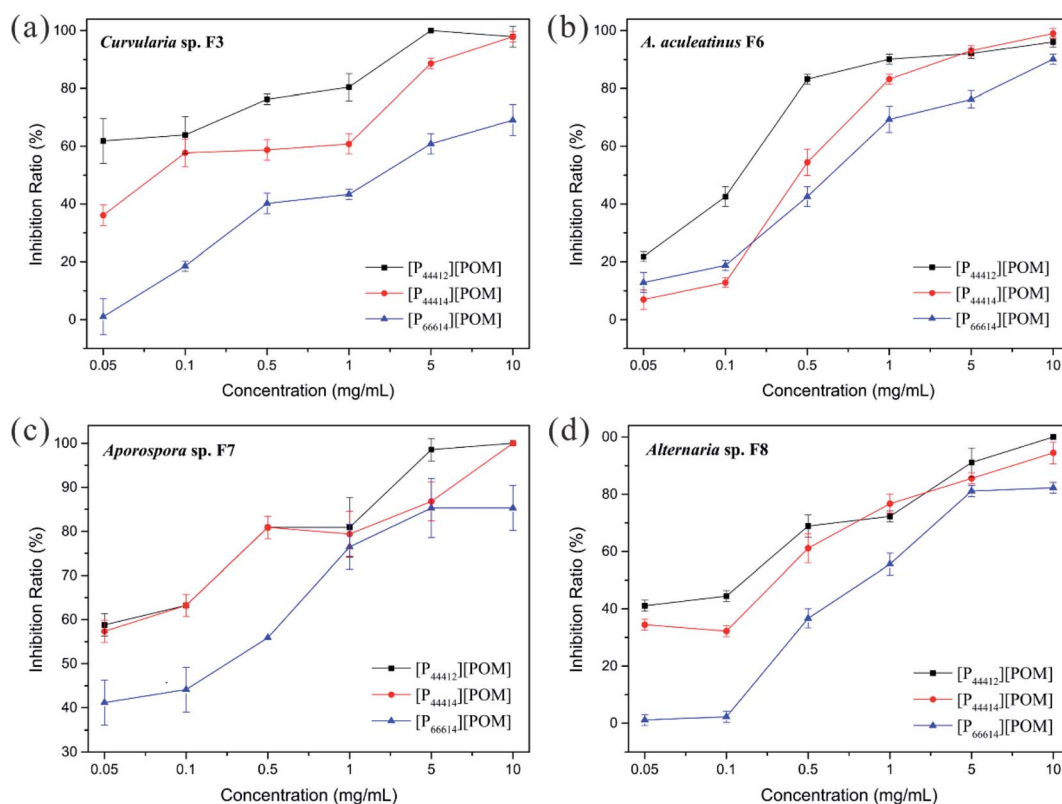 (a)
Curvularia sp. F3
100
80
60
40
20
0
Inhibition Ratio (%)
[P44412][POM]
[P44414][POM]
[P66614][POM]
0.05 0.1 0.5 1 5 10
Concentration (mg/mL)
(b)
A. aculeatinus F6
100
80
60
40
20
0
Inhibition Ratio (%)
[P44412][POM]
[P44414][POM]
[P66614][POM]
0.05 0.1 0.5 1 5 10
Concentration (mg/mL)
(c)
Aporospora sp. F7
100
90
80
70
60
50
40
30
Inhibition Ratio (%)
[P44412][POM]
[P44414][POM]
[P66614][POM]
0.05 0.1 0.5 1 5 10
Concentration (mg/mL)
(d)
Alternaria sp. F8
00
80
60
40
20
0
Inhibition Ratio (%)
[P44412][POM]
[P44414][POM]
[P66614][POM]
0.05 0.1 0.5 1 5 10
Concentration (mg/mL)